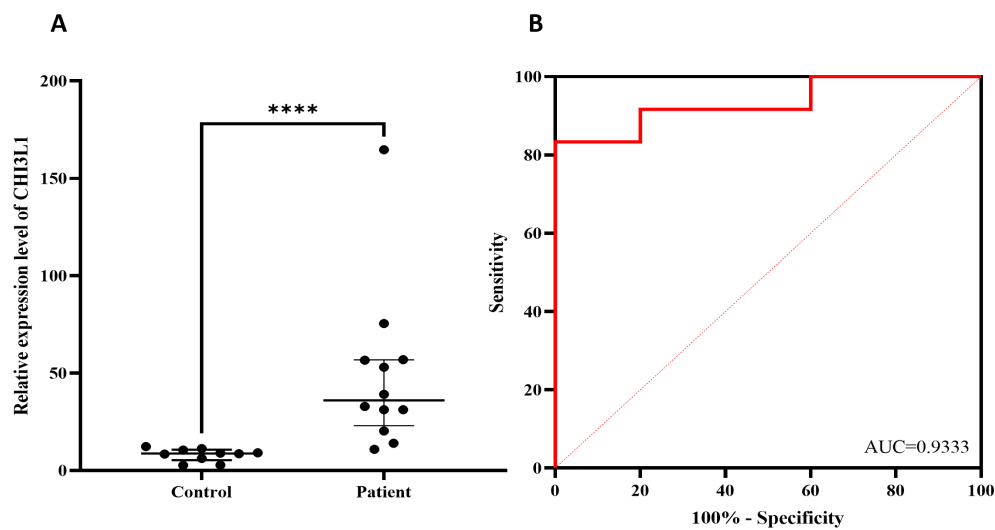 A
B
Relative expression level of CHI3L1
200
150
100
50
0
****
Control
Patient
Sensitivity
100
80
60
40
20
0
AUC=0.9333
0
20
40
60
80
100
100% - Specificity